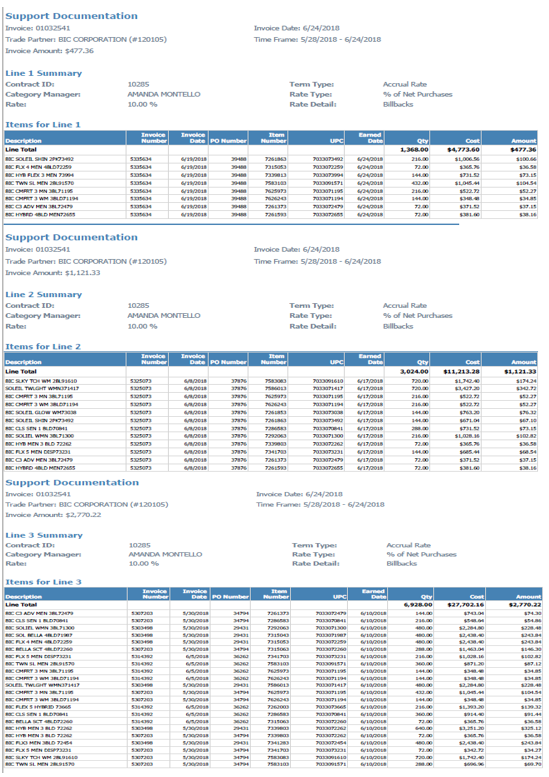 Support Documentation
Invoice: 01032541 Invoice Date: 6/24/2018
Trade Partner: BIC CORPORATION (#120105) Time Frame: 5/28/2018 - 6/24/2018
Invoice Amount: $477.36
Line 1 Summary
Contract ID: 10285 Term Type: Accrual Rate
Category Manager: AMANDA MONTELLO Rate Type: % of Net Purchases
Rate: 10.00 % Rate Detail: Billbacks
Items for Line 1
Description Invoice Number Invoice Date PO Number Item Number UPC Earned Date Qty Cost Amount
Line Total 1,368.00 $4,773.60 $477.36
BIC SOLEIL SHIN 2PK73492 5335634 6/19/2018 39488 7261863 7033073492 6/24/2018 216.00 $1,006.56 $100.66
BIC FLX 4 MEN 4BLD72259 5335634 6/19/2018 39488 7315053 7033072259 6/24/2018 72.00 $365.76 $36.58
BIC HYB FLEX 3 MEN 73994 5335634 6/19/2018 39488 7339813 7033073994 6/24/2018 144.00 $731.52 $73.15
BIC TWN SL MEN 2BL91570 5335634 6/19/2018 39488 7583103 7033091571 6/24/2018 432.00 $1,045.44 $104.54
BIC CMFRT 3 MN 3BL71195 5335634 6/19/2018 39488 7625973 7033071195 6/24/2018 216.00 $522.72 $52.27
BIC CMFRT 3 WM 3BLD71194 5335634 6/19/2018 39488 7626243 7033071194 6/24/2018 144.00 $348.48 $34.85
BIC C3 ADV MEN 3BL72479 5335634 6/19/2018 39488 7261373 7033072479 6/24/2018 72.00 $371.52 $37.15
BIC HYBRD 4BLD MEN72655 5335634 6/19/2018 39488 7261593 7033072655 6/24/2018 72.00 $381.60 $38.16
Support Documentation
Invoice: 01032541 Invoice Date: 6/24/2018
Trade Partner: BIC CORPORATION (#120105) Time Frame: 5/28/2018 - 6/24/2018
Invoice Amount: $1,121.33
Line 2 Summary
Contract ID: 10285 Term Type: Accrual Rate
Category Manager: AMANDA MONTELLO Rate Type: % of Net Purchases
Rate: 10.00 % Rate Detail: Billbacks
Items for Line 2
Description Invoice Number Invoice Date PO Number Item Number UPC Earned Date Qty Cost Amount
Line Total 3,024.00 $11,213.28 $1,121.33
BIC SLKY TCH WM 2BL91610 5325073 6/8/2018 37876 7583083 7033091610 6/17/2018 720.00 $1,742.40 $174.24
SOLEIL TWLGHT WMN371417 5325073 6/8/2018 37876 7586013 7033071417 6/17/2018 720.00 $3,427.20 $342.72
BIC CMFRT 3 MN 3BL71195 5325073 6/8/2018 37876 7625973 7033071195 6/17/2018 216.00 $522.72 $52.27
BIC CMFRT 3 WM 3BLD71194 5325073 6/8/2018 37876 7626243 7033071194 6/17/2018 216.00 $522.72 $52.27
BIC SOLEIL GLOW WM73038 5325073 6/8/2018 37876 7261853 7033073038 6/17/2018 144.00 $763.20 $76.32
BIC SOLEIL SHIN 2PK73492 5325073 6/8/2018 37876 7261863 7033073492 6/17/2018 144.00 $671.04 $67.10
BIC CLS SEN 1 BLD70841 5325073 6/8/2018 37876 7286583 7033070841 6/17/2018 288.00 $731.52 $73.15
BIC SOLEIL WMN 3BL71300 5325073 6/8/2018 37876 7292063 7033071300 6/17/2018 216.00 $1,028.16 $102.82
BIC HYB MEN 3 BLD 72262 5325073 6/8/2018 37876 7339803 7033072262 6/17/2018 72.00 $365.76 $36.58
BIC FLX 5 MEN DISP73231 5325073 6/8/2018 37876 7341703 7033073231 6/17/2018 144.00 $685.44 $68.54
BIC C3 ADV MEN 3BL72479 5325073 6/8/2018 37876 7261373 7033072479 6/17/2018 72.00 $371.52 $37.15
BIC HYBRD 4BLD MEN72655 5325073 6/8/2018 37876 7261593 7033072655 6/17/2018 72.00 $381.60 $38.16
Support Documentation
Invoice: 01032541 Invoice Date: 6/24/2018
Trade Partner: BIC CORPORATION (#120105) Time Frame: 5/28/2018 - 6/24/2018
Invoice Amount: $2,770.22
Line 3 Summary
Contract ID: 10285 Term Type: Accrual Rate
Category Manager: AMANDA MONTELLO Rate Type: % of Net Purchases
Rate: 10.00 % Rate Detail: Billbacks
Items for Line 3
Description Invoice Number Invoice Date PO Number Item Number UPC Earned Date Qty Cost Amount
Line Total 6,928.00 $27,702.16 $2,770.22
BIC C3 ADV MEN 3BL72479 5307203 5/30/2018 34794 7261373 7033072479 6/10/2018 144.00 $743.04 $74.30
BIC CLS SEN 1 BLD70841 5307203 5/30/2018 34794 7286583 7033070841 6/10/2018 216.00 $548.64 $54.86
BIC SOLEIL WMN 3BL71300 5303498 5/30/2018 29431 7292063 7033071300 6/10/2018 480.00 $2,284.80 $228.48
BIC SOL BELLA 4BLD71987 5303498 5/30/2018 29431 7315043 7033071987 6/10/2018 480.00 $2,438.40 $243.84
BIC FLX 4 MEN 4BLD72259 5303498 5/30/2018 29431 7315053 7033072259 6/10/2018 480.00 $2,438.40 $243.84
BIC BELLA SCT 4BLD72260 5307203 5/30/2018 34794 7315063 7033072260 6/10/2018 288.00 $1,463.04 $146.30
BIC FLX 5 MEN DISP73231 5314392 6/5/2018 36262 7341703 7033073231 6/10/2018 216.00 $1,028.16 $102.82
BIC TWN SL MEN 2BL91570 5314392 6/5/2018 36262 7583103 7033091571 6/10/2018 360.00 $871.20 $87.12
BIC CMFRT 3 MN 3BL71195 5314392 6/5/2018 36262 7625973 7033071195 6/10/2018 144.00 $348.48 $34.85
BIC CMFRT 3 WM 3BLD71194 5314392 6/5/2018 36262 7626243 7033071194 6/10/2018 144.00 $348.48 $34.85
SOLEIL TWLGHT WMN371417 5303498 5/30/2018 29431 7586013 7033071417 6/10/2018 480.00 $2,284.80 $228.48
BIC CMFRT 3 MN 3BL71195 5307203 5/30/2018 34794 7625973 7033071195 6/10/2018 432.00 $1,045.44 $104.54
BIC CMFRT 3 WM 3BLD71194 5307203 5/30/2018 34794 7626243 7033071194 6/10/2018 144.00 $348.48 $34.85
BIC FLEX 5 HYBRID 73665 5314392 6/5/2018 36262 7262003 7033073665 6/10/2018 216.00 $1,393.20 $139.32
BIC CLS SEN 1 BLD70841 5314392 6/5/2018 36262 7286583 7033070841 6/10/2018 360.00 $914.40 $91.44
BIC BELLA SCT 4BLD72260 5314392 6/5/2018 36262 7315063 7033072260 6/10/2018 72.00 $365.76 $36.58
BIC HYB MEN 3 BLD 72262 5303498 5/30/2018 29431 7339803 7033072262 6/10/2018 640.00 $3,251.20 $325.12
BIC HYB MEN 3 BLD 72262 5307203 5/30/2018 34794 7339803 7033072262 6/10/2018 72.00 $365.76 $36.58
BIC FLX3 MEN 3BLD 72454 5303498 5/30/2018 29431 7341283 7033072454 6/10/2018 480.00 $2,438.40 $243.84
BIC FLX 5 MEN DISP73231 5307203 5/30/2018 34794 7341703 7033073231 6/10/2018 72.00 $342.72 $34.27
BIC SLKY TCH WM 2BL91610 5307203 5/30/2018 34794 7583083 7033091610 6/10/2018 720.00 $1,742.40 $174.24
BIC TWN SL MEN 2BL91570 5307203 5/30/2018 34794 7583103 7033091571 6/10/2018 288.00 $696.96 $69.70